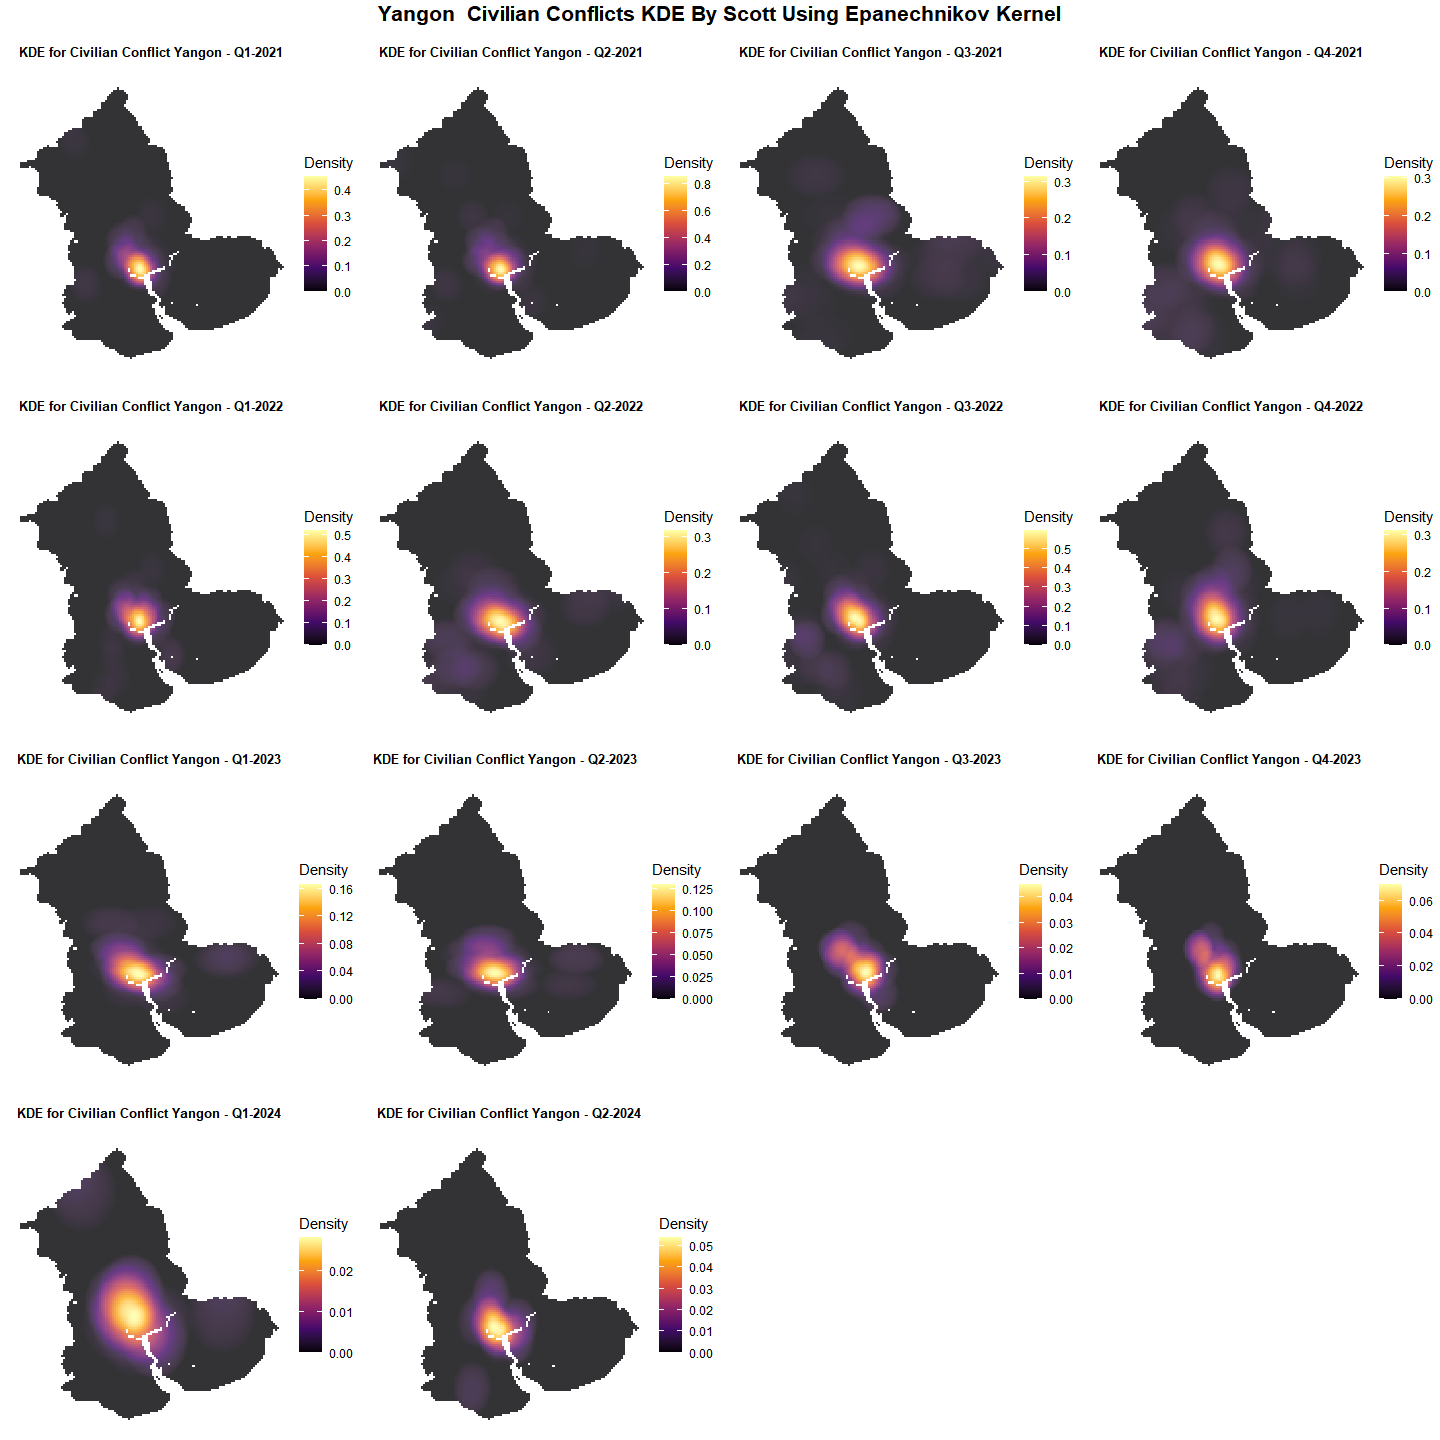 Yangon  Civilian Conflicts KDE By Scott Using Epanechnikov Kernel
KDE for Civilian Conflict Yangon - Q1-2021
Density
0.4
0.3
0.2
0.1
0.0
KDE for Civilian Conflict Yangon - Q2-2021
Density
0.8
0.6
0.4
0.2
0.0
KDE for Civilian Conflict Yangon - Q3-2021
Density
0.3
0.2
0.1
0.0
KDE for Civilian Conflict Yangon - Q4-2021
Density
0.3
0.2
0.1
0.0
KDE for Civilian Conflict Yangon - Q1-2022
Density
0.5
0.4
0.3
0.2
0.1
0.0
KDE for Civilian Conflict Yangon - Q2-2022
Density
0.3
0.2
0.1
0.0
KDE for Civilian Conflict Yangon - Q3-2022
Density
0.5
0.4
0.3
0.2
0.1
0.0
KDE for Civilian Conflict Yangon - Q4-2022
Density
0.3
0.2
0.1
0.0
KDE for Civilian Conflict Yangon - Q1-2023
Density
0.16
0.12
0.08
0.04
0.00
KDE for Civilian Conflict Yangon - Q2-2023
Density
0.125
0.100
0.075
0.050
0.025
0.000
KDE for Civilian Conflict Yangon - Q3-2023
Density
0.04
0.03
0.02
0.01
0.00
KDE for Civilian Conflict Yangon - Q4-2023
Density
0.06
0.04
0.02
0.00
KDE for Civilian Conflict Yangon - Q1-2024
Density
0.02
0.01
0.00
KDE for Civilian Conflict Yangon - Q2-2024
Density
0.05
0.04
0.03
0.02
0.01
0.00